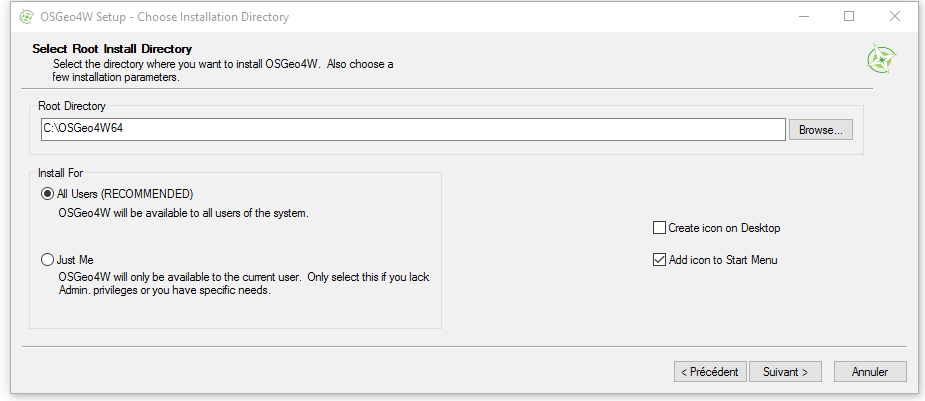 OSGeo4W Setup - Choose Installation Directory
Select Root Install Directory
Select the directory where you want to install OSGeo4W. Also choose a
few installation parameters.
Root Directory
C:\OSGeo4W64
Browse...
Install For
All Users (RECOMMENDED)
OSGeo4W will be available to all users of the system.
Just Me
OSGeo4W will only be available to the current user. Only select this if you lack
Admin. privileges or you have specific needs.
Create icon on Desktop
Add icon to Start Menu
< Précédent
Suivant >
Annuler